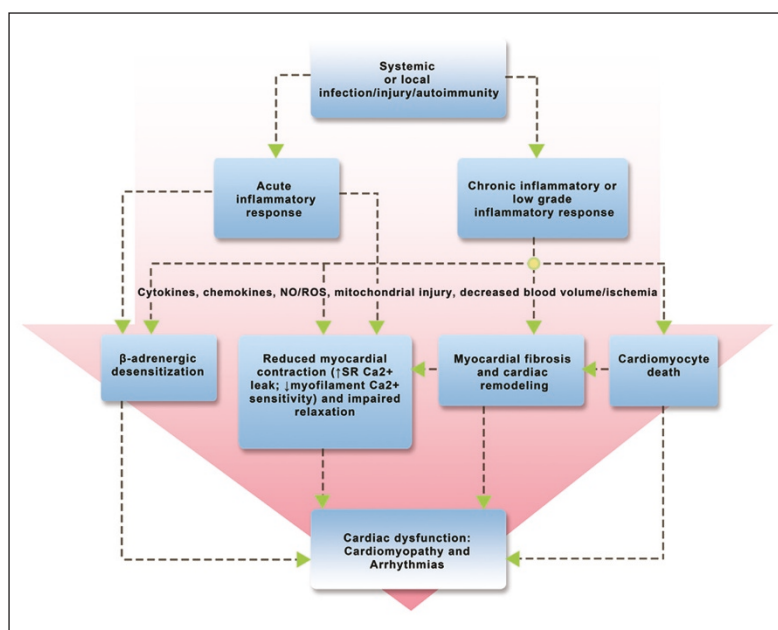 Systemic
or local
infection/injury/autoimmunity
Acute
inflammatory
response
Chronic inflammatory or
low grade
inflammatory response
Cytokines, chemokines, NO/ROS, mitochondrial injury, decreased blood volume/ischemia
β-adrenergic
desensitization
Reduced myocardial
contraction (↑SR Ca2+
leak; ↓myofilament Ca2+
sensitivity) and impaired
relaxation
Myocardial fibrosis
and cardiac
remodeling
Cardiomyocyte
death
Cardiac dysfunction:
Cardiomyopathy and
Arrhythmias